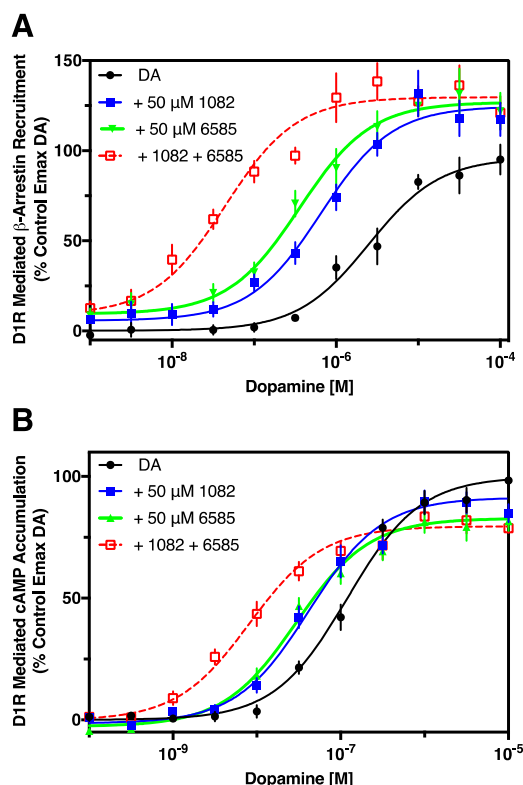 A
D1R Mediated β-Arrestin Recruitment
(% Control Emax DA)
150
100
50
0
DA
+ 50 µM 1082
+ 50 µM 6585
+ 1082 + 6585
10-8
10-6
10-4
Dopamine [M]
B
D1R Mediated cAMP Accumulation
(% Control Emax DA)
100
50
0
DA
+ 50 µM 1082
+ 50 µM 6585
+ 1082 + 6585
10-9
10-7
10-5
Dopamine [M]